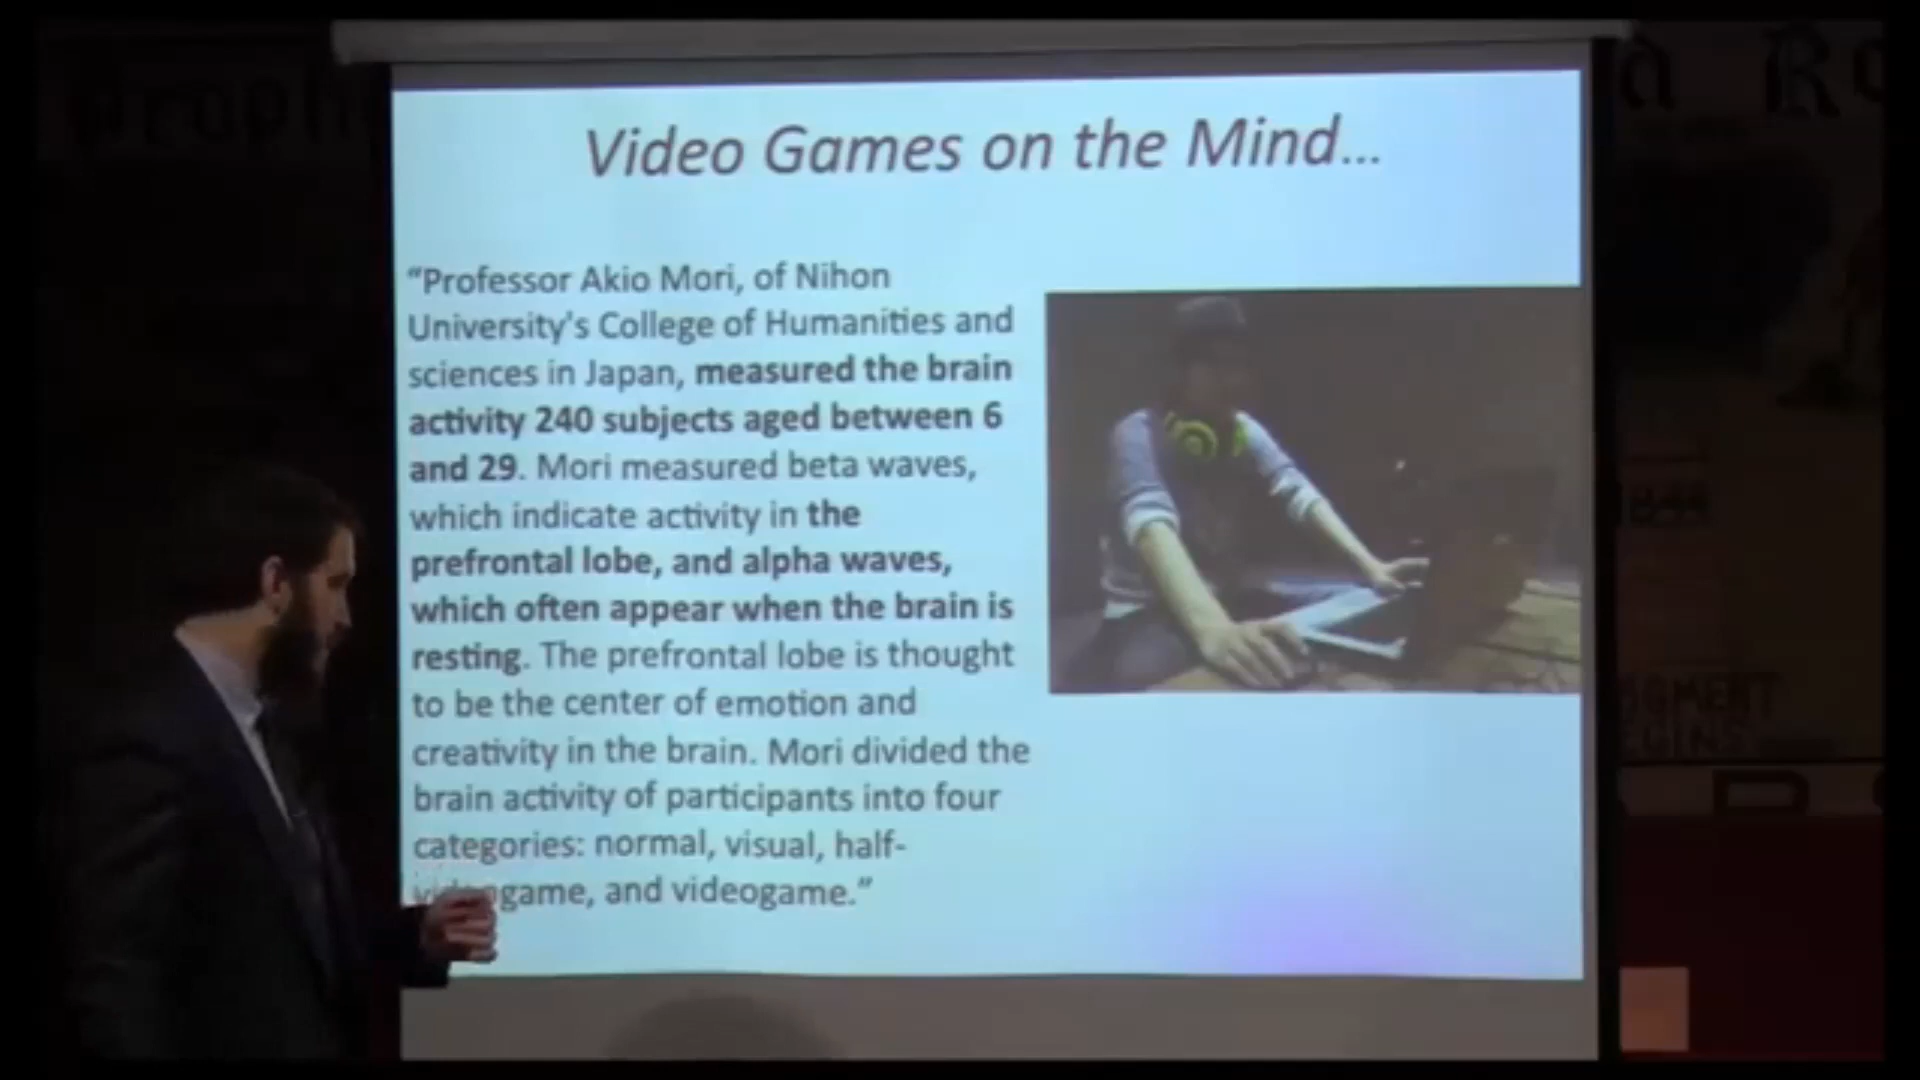 Video Games on the Mind...
“Professor Akio Mori, of Nihon
University's College of Humanities and
sciences in Japan, measured the brain
activity 240 subjects aged between 6
and 29. Mori measured beta waves,
which indicate activity in the
prefrontal lobe, and alpha waves,
which often appear when the brain is
resting. The prefrontal lobe is thought
to be the center of emotion and
creativity in the brain. Mori divided the
brain activity of participants into four
categories: normal, visual, half-
videogame, and videogame.”
1844